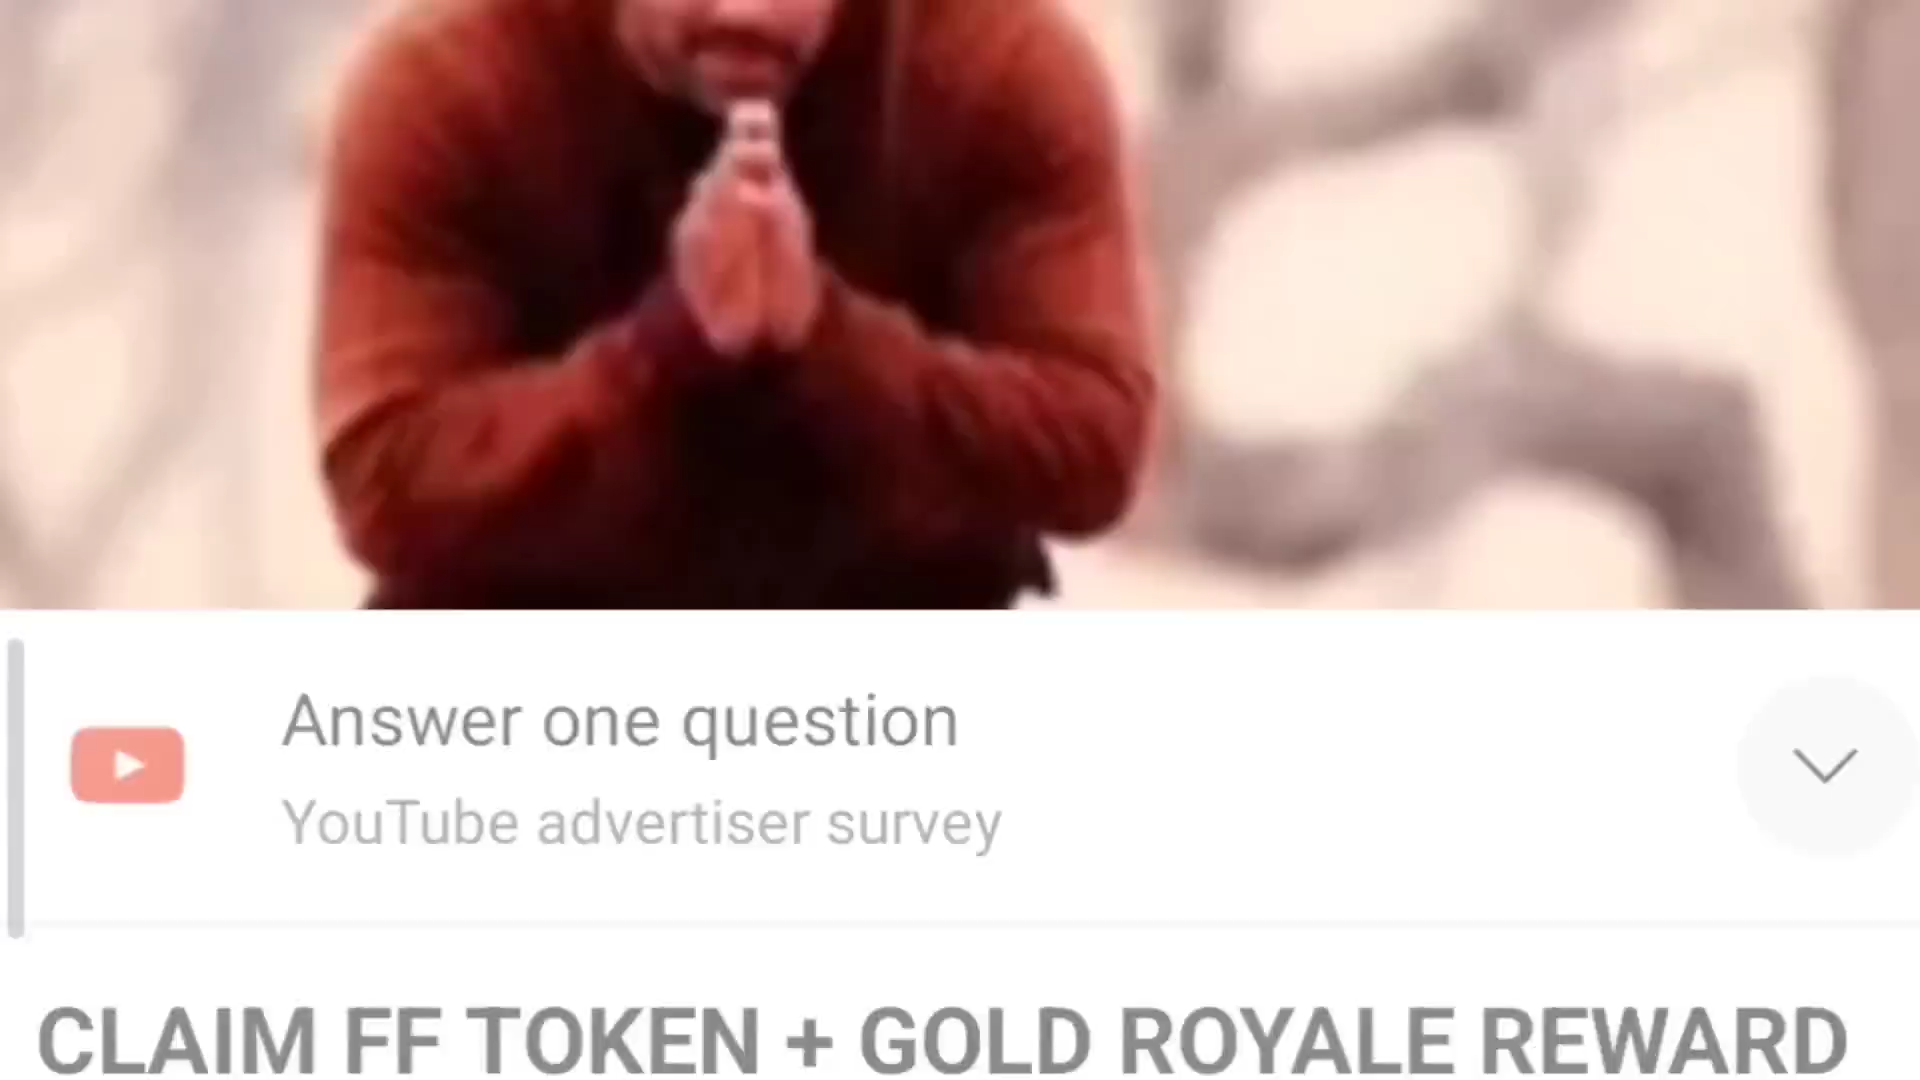 Answer one question
YouTube advertiser survey
CLAIM FF TOKEN + GOLD ROYALE REWARD